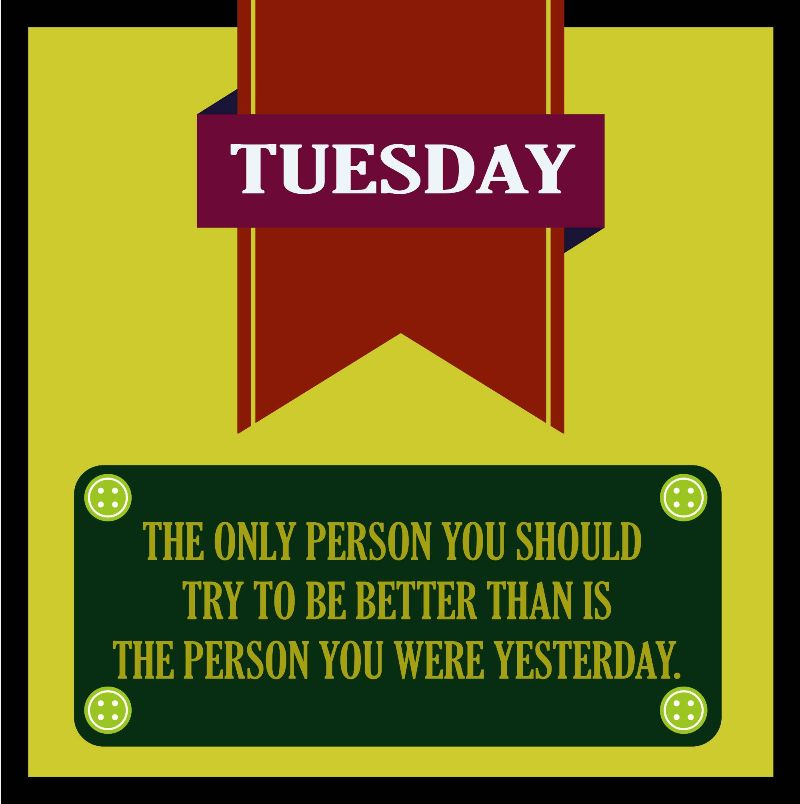 TUESDAY
THE ONLY PERSON YOU SHOULD
TRY TO BE BETTER THAN IS
THE PERSON YOU WERE YESTERDAY.